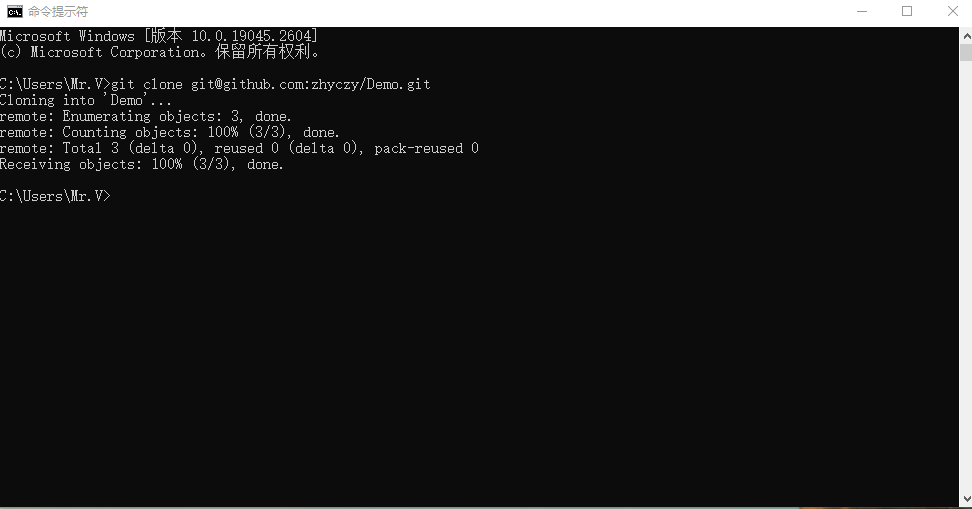 命令提示符
Microsoft Windows [版本 10.0.19045.2604]
(c) Microsoft Corporation。保留所有权利。
C:\Users\Mr.V>git clone git@github.com:zhyczy/Demo.git
Cloning into 'Demo'...
remote: Enumerating objects: 3, done.
remote: Counting objects: 100% (3/3), done.
remote: Total 3 (delta 0), reused 0 (delta 0), pack-reused 0
Receiving objects: 100% (3/3), done.
C:\Users\Mr.V>